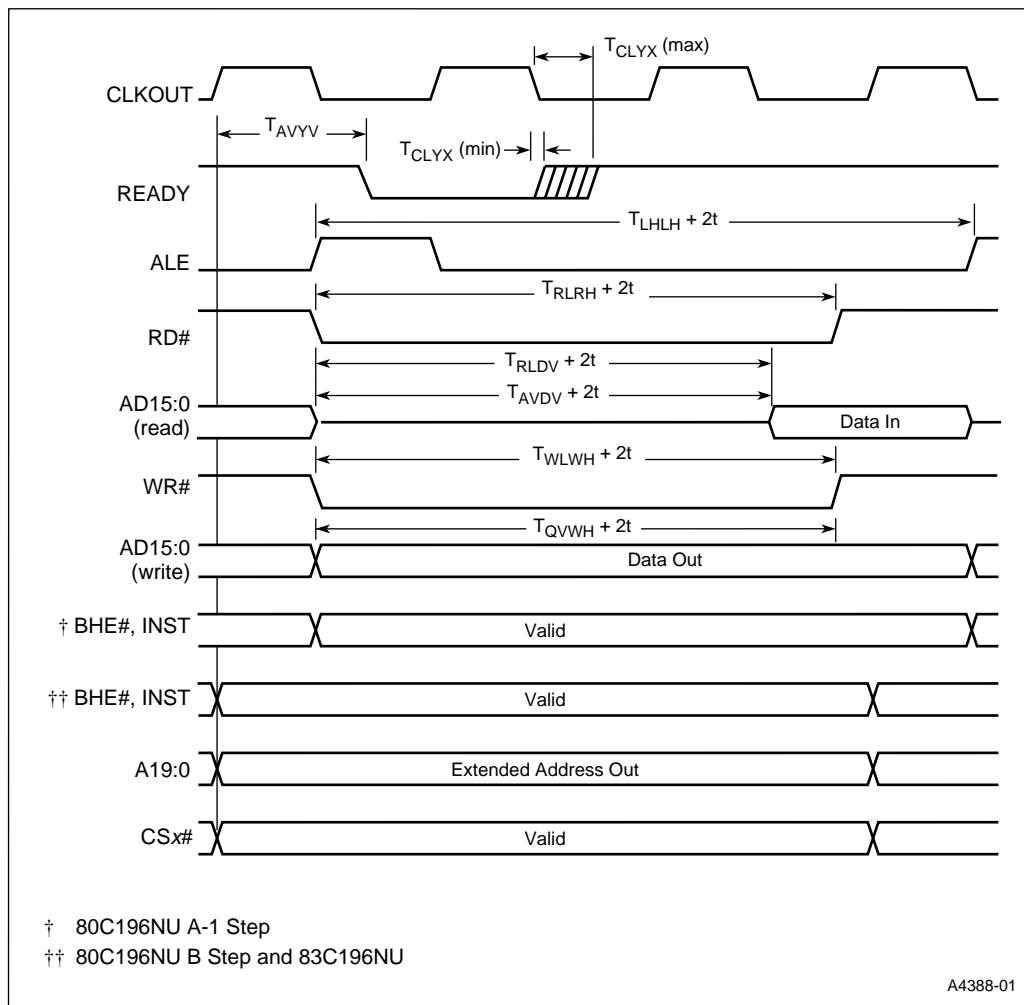 T_CLYX (max)
CLKOUT
T_AVYV
T_CLYX (min)
READY
T_LHLH + 2t
ALE
T_RLRH + 2t
RD#
T_RLDV + 2t
AD15:0
(read)
T_AVDV + 2t
Data In
T_WLWH + 2t
WR#
T_QVWH + 2t
AD15:0
(write)
Data Out
† BHE#, INST
Valid
†† BHE#, INST
Valid
A19:0
Extended Address Out
CSx#
Valid
† 80C196NU A-1 Step
†† 80C196NU B Step and 83C196NU
A4388-01